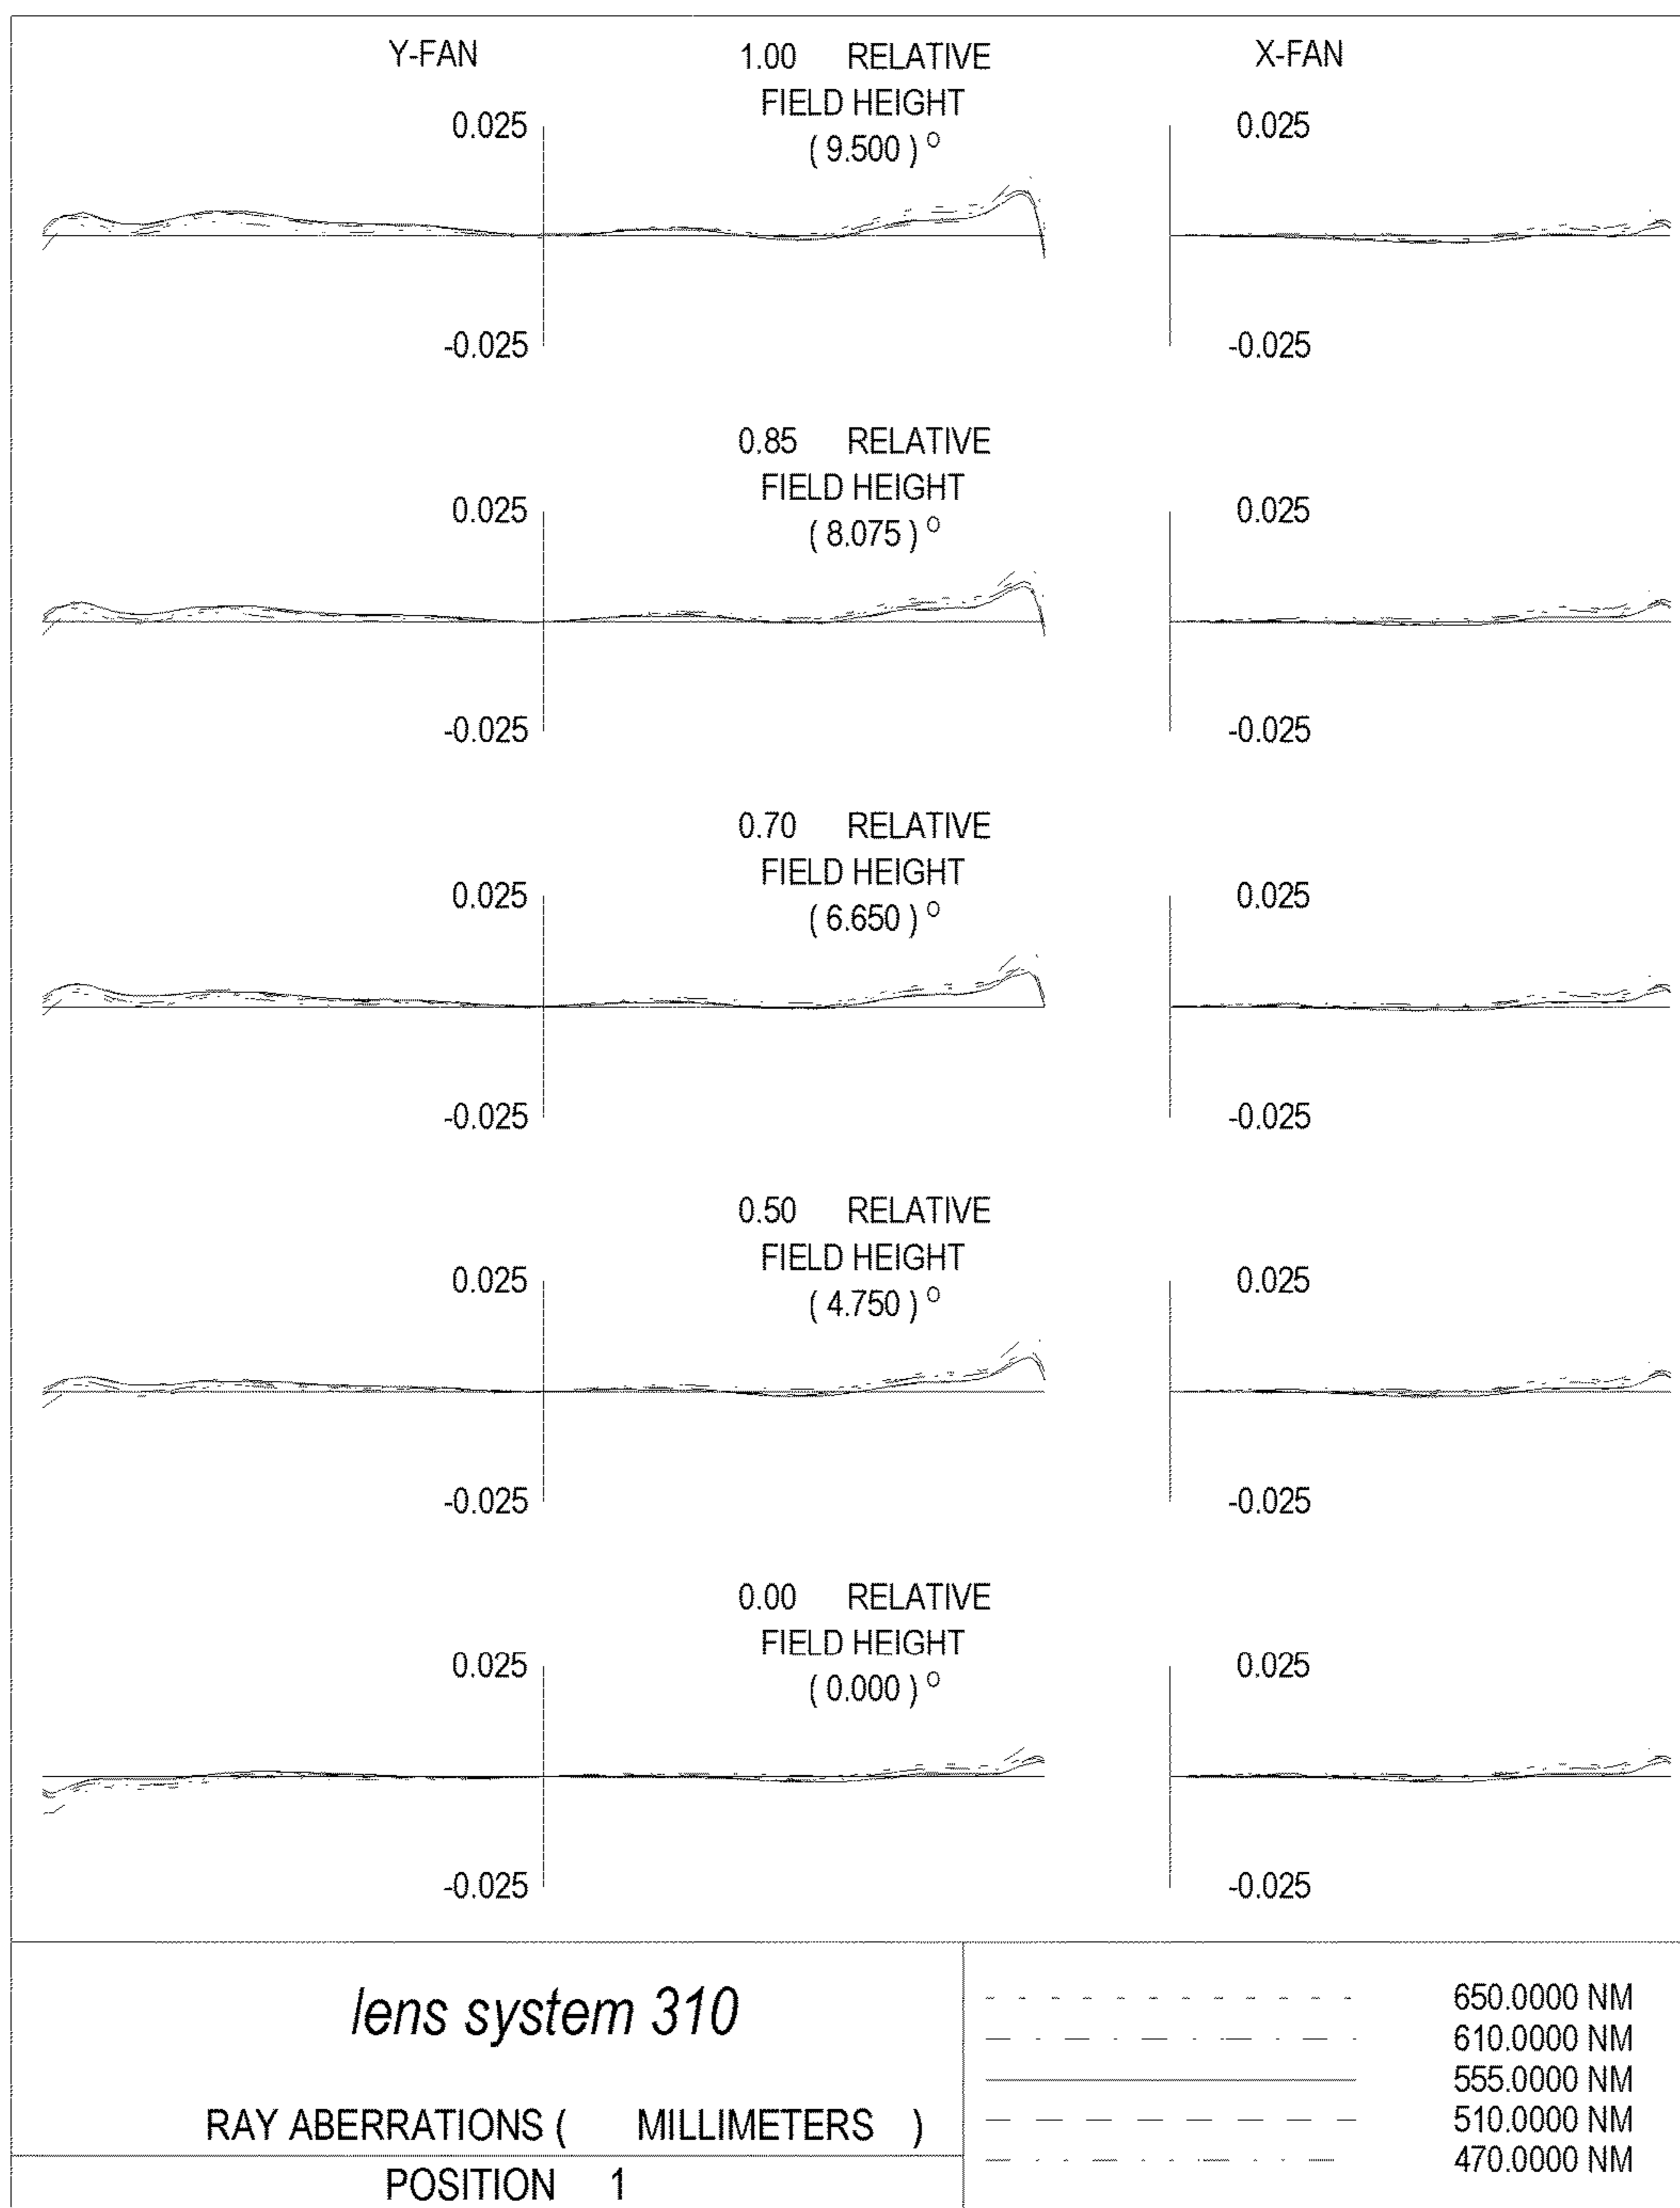 Y-FAN 1.00 RELATIVE X-FAN
FIELD HEIGHT
0.025 ( 9.500 ) O 0.025
-0.025 -0.025
0.85 RELATIVE
FIELD HEIGHT
0.025 ( 8.075 ) O 0.025
-0.025 -0.025
0.70 RELATIVE
FIELD HEIGHT
0.025 ( 6.650 ) O 0.025
-0.025 -0.025
0.50 RELATIVE
FIELD HEIGHT
0.025 ( 4.750 ) O 0.025
-0.025 -0.025
0.00 RELATIVE
FIELD HEIGHT
0.025 ( 0.000 ) O 0.025
-0.025 -0.025
lens system 310
RAY ABERRATIONS ( MILLIMETERS )
POSITION 1
650.0000 NM
610.0000 NM
555.0000 NM
510.0000 NM
470.0000 NM